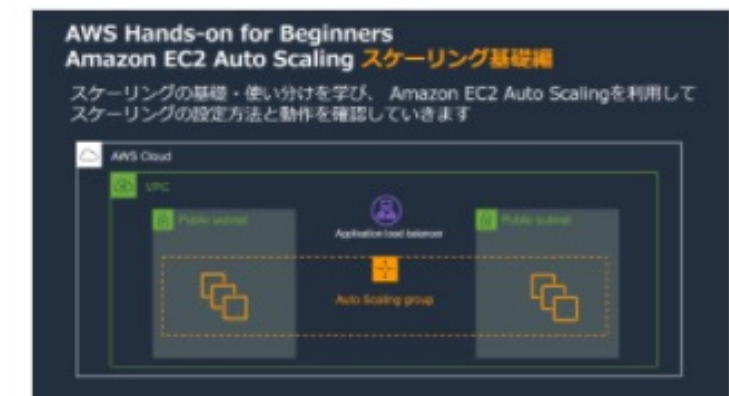 AWS Hands-on for Beginners
Amazon EC2 Auto Scaling スケーリング基礎編
スケーリングの基礎・使い分けを学び、 Amazon EC2 Auto Scalingを利用して
スケーリングの設定方法と動作を確認していきます
AWS Cloud
VPC
Public subnet
Public subnet
Application load balancer
Auto Scaling group